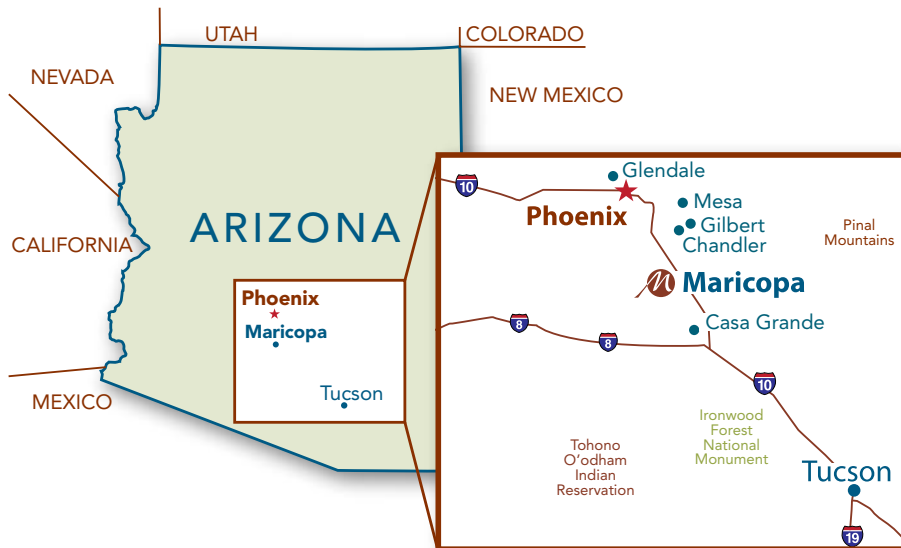 UTAH
COLORADO
NEVADA
NEW MEXICO
CALIFORNIA
ARIZONA
MEXICO
Phoenix
Maricopa
Tucson
Glendale
10
Phoenix
Mesa
Gilbert
Chandler
Pinal
Mountains
M Maricopa
8
Casa Grande
8
10
Ironwood
Forest
National
Monument
Tohono
O'odham
Indian
Reservation
Tucson
19